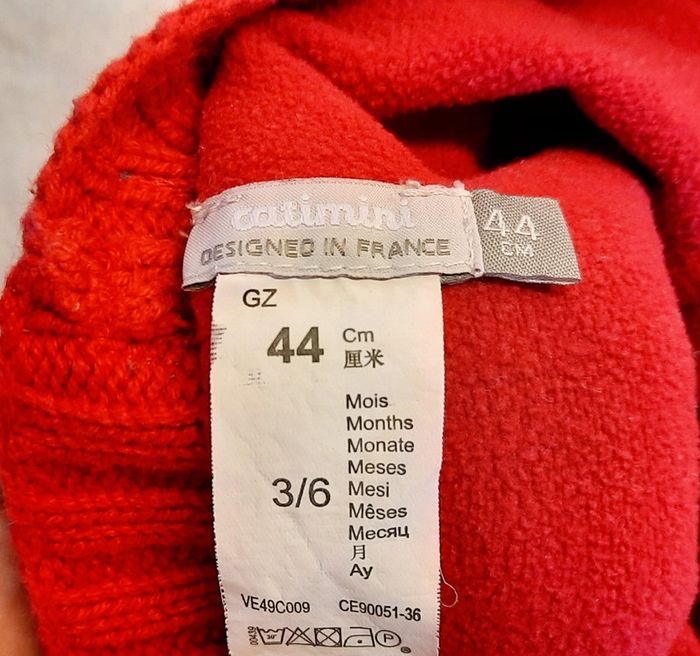 catimini
DESIGNED IN FRANCE
44
CM
GZ
44 Cm
厘米
Mois
Months
Monate
Meses
3/6 Mesi
Mêses
Месяц
月
Ay
VE49C009 CE90051-36
30°
P